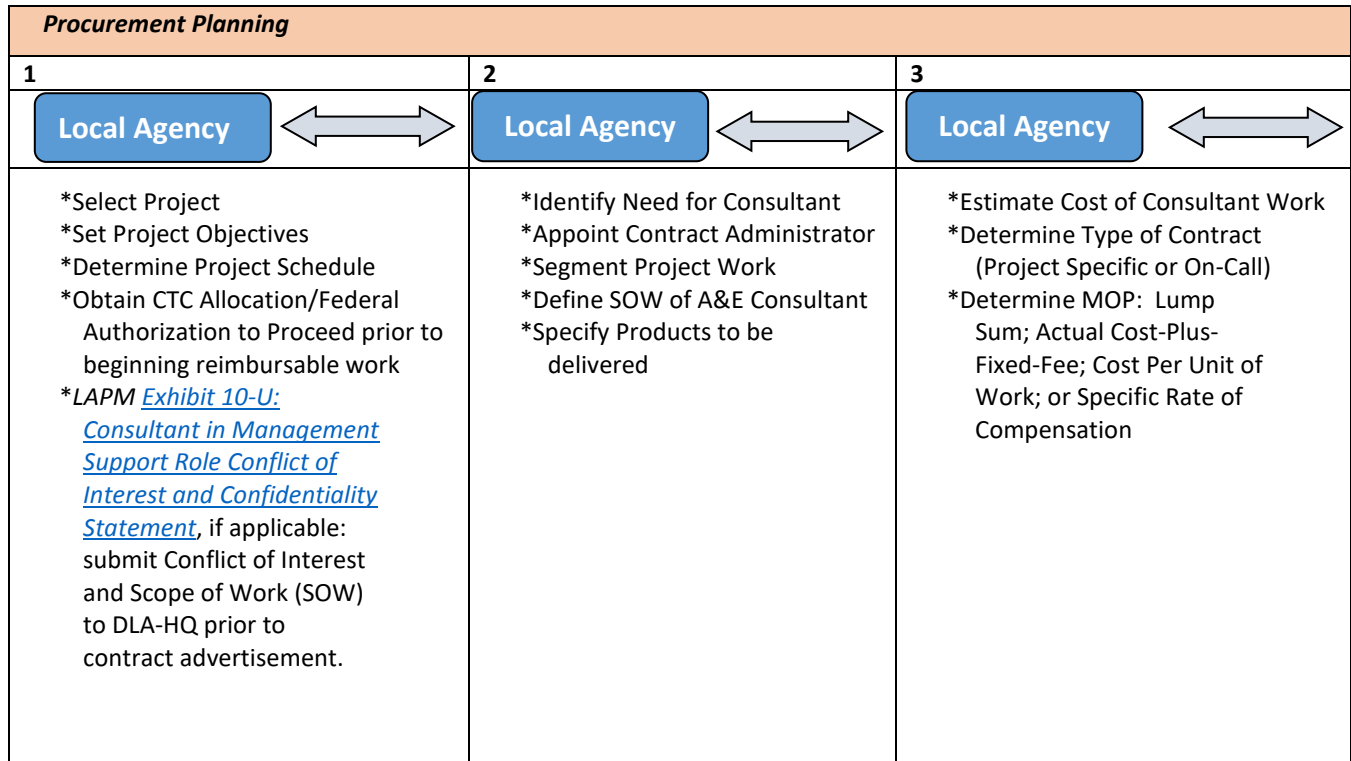 Procurement Planning
1
2
3
Local Agency
Local Agency
Local Agency
*Select Project
*Set Project Objectives
*Determine Project Schedule
*Obtain CTC Allocation/Federal
Authorization to Proceed prior to
beginning reimbursable work
*LAPM Exhibit 10-U:
Consultant in Management
Support Role Conflict of
Interest and Confidentiality
Statement, if applicable:
submit Conflict of Interest
and Scope of Work (SOW)
to DLA-HQ prior to
contract advertisement.
*Identify Need for Consultant
*Appoint Contract Administrator
*Segment Project Work
*Define SOW of A&E Consultant
*Specify Products to be
delivered
*Estimate Cost of Consultant Work
*Determine Type of Contract
(Project Specific or On-Call)
*Determine MOP: Lump
Sum; Actual Cost-Plus-
Fixed-Fee; Cost Per Unit of
Work; or Specific Rate of
Compensation